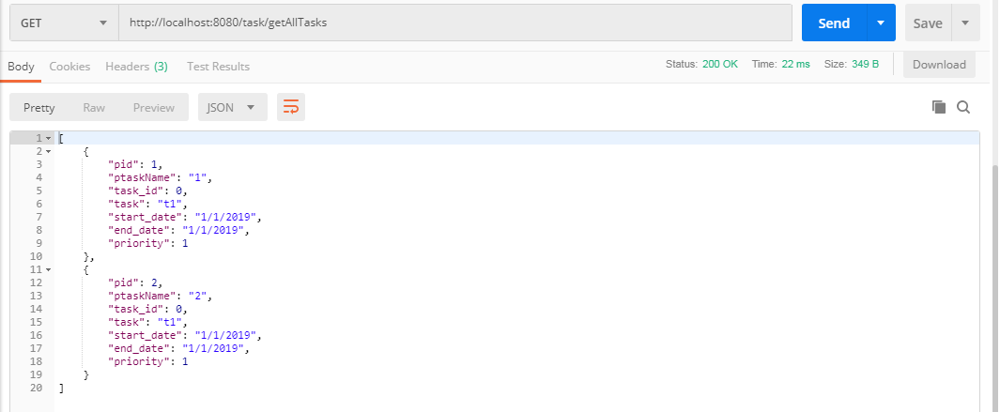 GET http://localhost:8080/task/getAllTasks Send Save
Body Cookies Headers (3) Test Results Status: 200 OK Time: 22 ms Size: 349 B Download
Pretty Raw Preview JSON
1 [
2 {
3 "pid": 1,
4 "ptaskName": "1",
5 "task_id": 0,
6 "task": "t1",
7 "start_date": "1/1/2019",
8 "end_date": "1/1/2019",
9 "priority": 1
10 },
11 {
12 "pid": 2,
13 "ptaskName": "2",
14 "task_id": 0,
15 "task": "t1",
16 "start_date": "1/1/2019",
17 "end_date": "1/1/2019",
18 "priority": 1
19 }
20 ]